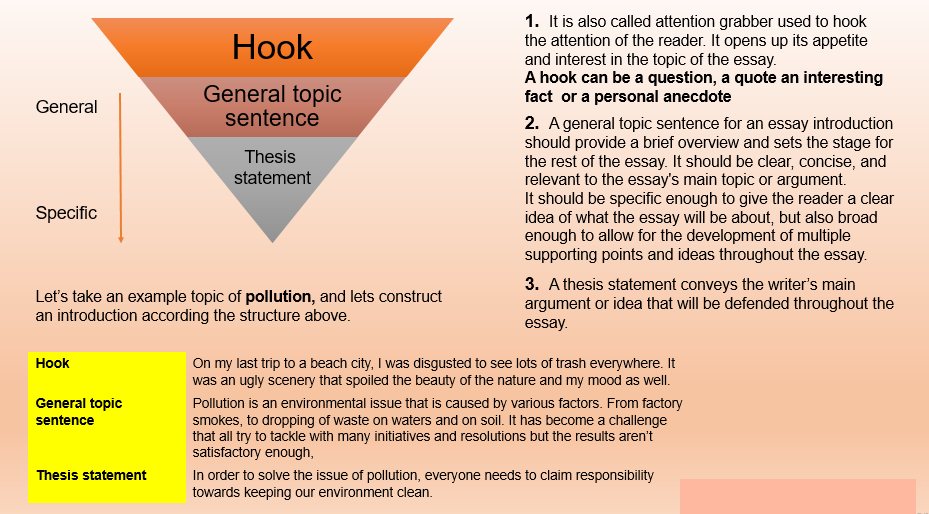 Hook
General topic
sentence
Thesis
statement
General
Specific
Let's take an example topic of pollution, and lets construct
an introduction according the structure above.
1. It is also called attention grabber used to hook
the attention of the reader. It opens up its appetite
and interest in the topic of the essay.
A hook can be a question, a quote an interesting
fact or a personal anecdote
2. A general topic sentence for an essay introduction
should provide a brief overview and sets the stage for
the rest of the essay. It should be clear, concise, and
relevant to the essay's main topic or argument.
It should be specific enough to give the reader a clear
idea of what the essay will be about, but also broad
enough to allow for the development of multiple
supporting points and ideas throughout the essay.
3. A thesis statement conveys the writer's main
argument or idea that will be defended throughout the
essay.
Hook
On my last trip to a beach city, I was disgusted to see lots of trash everywhere. It
was an ugly scenery that spoiled the beauty of the nature and my mood as well.
General topic
sentence
Pollution is an environmental issue that is caused by various factors. From factory
smokes, to dropping of waste on waters and on soil. It has become a challenge
that all try to tackle with many initiatives and resolutions but the results aren't
satisfactory enough,
Thesis statement
In order to solve the issue of pollution, everyone needs to claim responsibility
towards keeping our environment clean.